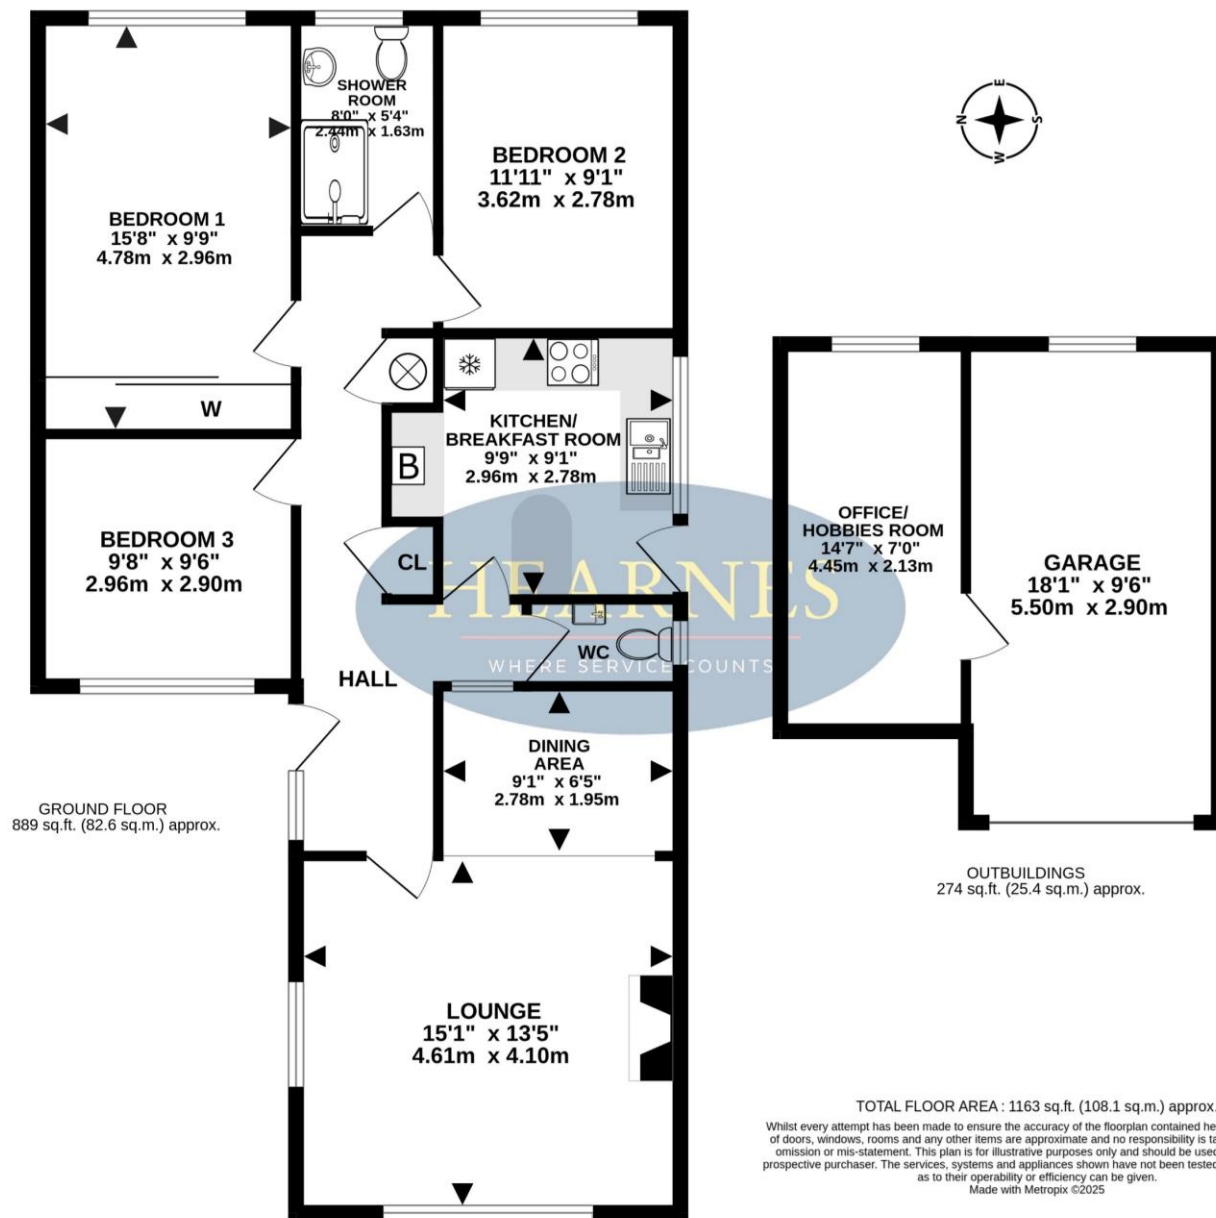 SHOWER
ROOM
8'0" x 5'4"
2.44m x 1.63m
BEDROOM 2
11'11" x 9'1"
3.62m x 2.78m
E
N
S
W
BEDROOM 1
15'8" x 9'9"
4.78m x 2.96m
W
KITCHEN/
BREAKFAST ROOM
9'9" x 9'1"
2.96m x 2.78m
B
BEDROOM 3
9'8" x 9'6"
2.96m x 2.90m
CL
OFFICE/
HOBBIES ROOM
14'7" x 7'0"
4.45m x 2.13m
GARAGE
18'1" x 9'6"
5.50m x 2.90m
HEARNES
WHERE SERVICE COUNTS
WC
HALL
DINING
AREA
9'1" x 6'5"
2.78m x 1.95m
GROUND FLOOR
889 sq.ft. (82.6 sq.m.) approx.
OUTBUILDINGS
274 sq.ft. (25.4 sq.m.) approx.
LOUNGE
15'1" x 13'5"
4.61m x 4.10m
TOTAL FLOOR AREA : 1163 sq.ft. (108.1 sq.m.) approx.
Whilst every attempt has been made to ensure the accuracy of the floorplan contained he
of doors, windows, rooms and any other items are approximate and no responsibility is ta
omission or mis-statement. This plan is for illustrative purposes only and should be used
prospective purchaser. The services, systems and appliances shown have not been tested
as to their operability or efficiency can be given.
Made with Metropix ©2025